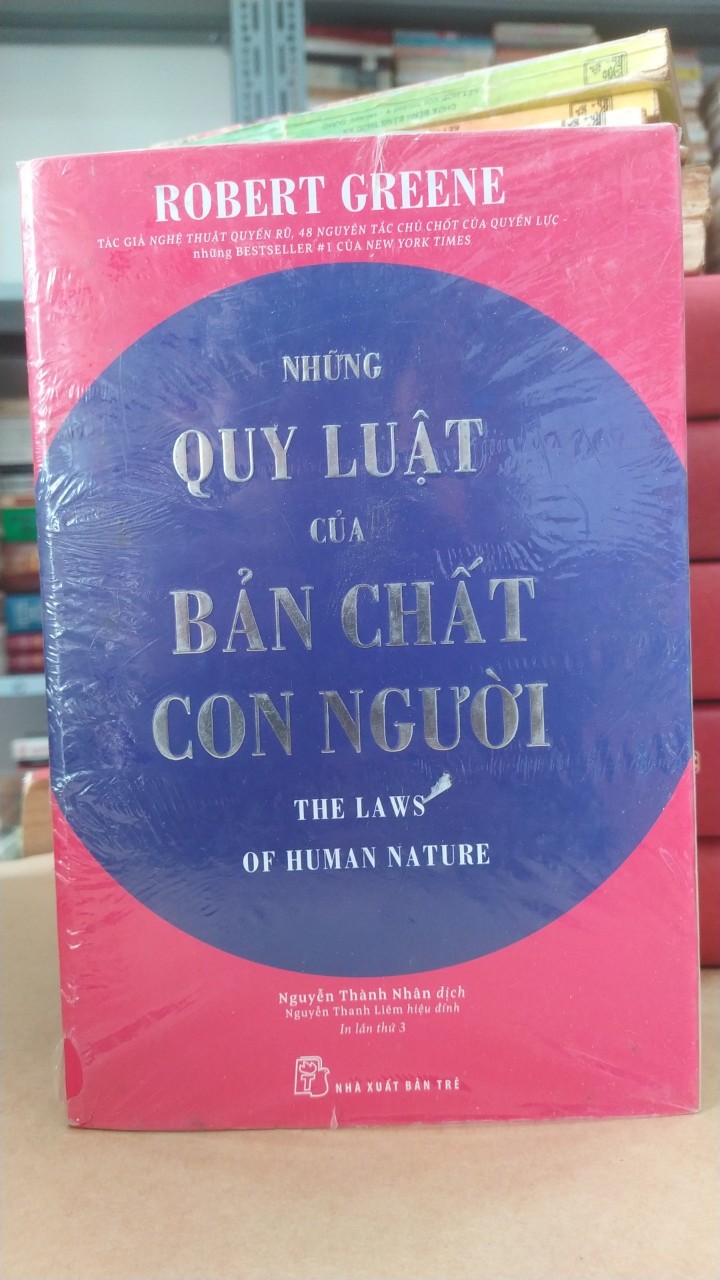 ROBERT GREENE
TÁC GIẢ NGHỆ THUẬT QUYẾN RŨ, 48 NGUYÊN TẮC CHỦ CHỐT CỦA QUYỀN LỰC -
những BESTSELLER #1 CỦA NEW YORK TIMES
NHỮNG
QUY LUẬT
CỦA
BẢN CHẤT
CON NGƯỜI
THE LAWS
OF HUMAN NATURE
Nguyễn Thành Nhân dịch
Nguyễn Thanh Liêm hiệu đính
In lần thứ 3
NHÀ XUẤT BẢN TRẺ